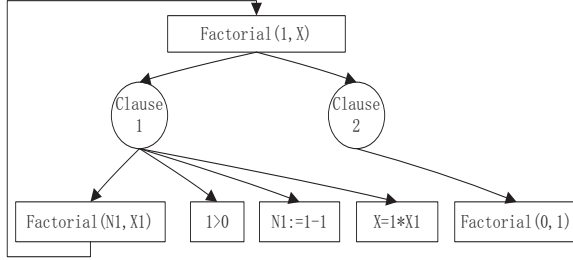 Factorial(1,X)
Clause
1
Clause
2
Factorial(N1,X1)
1>0
N1:=1-1
X=1*X1
Factorial(0,1)